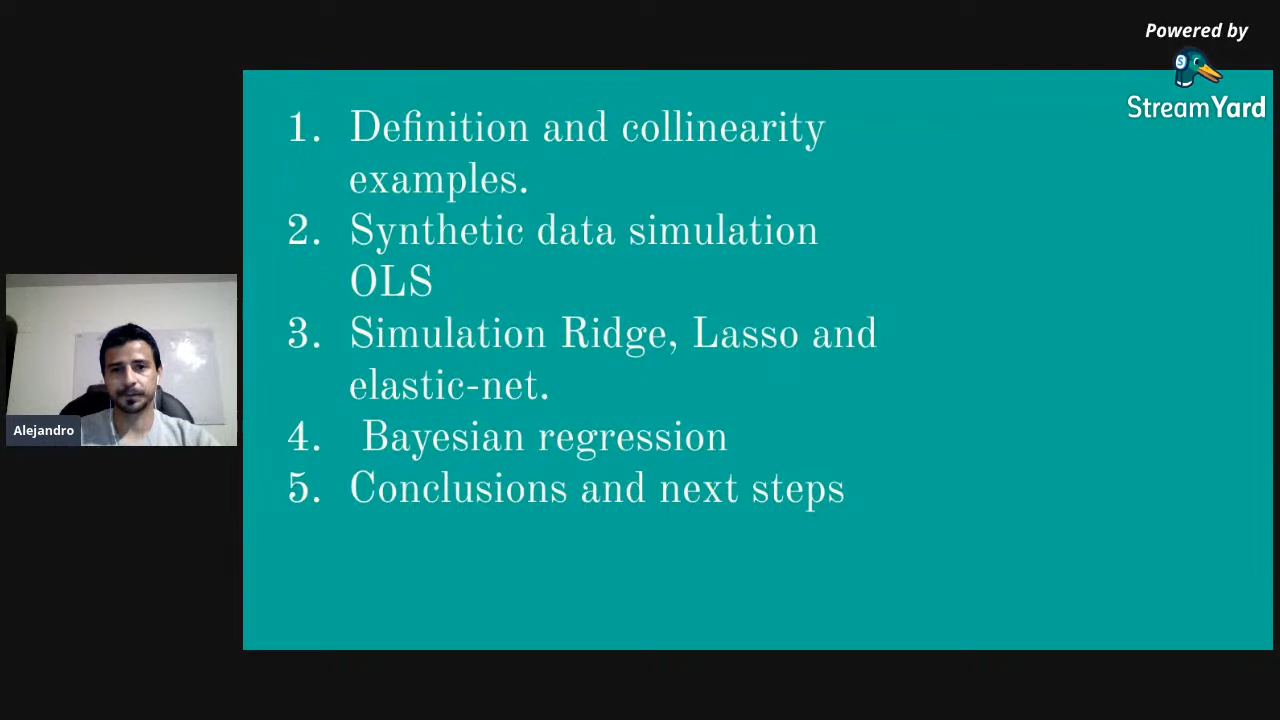 Powered by
StreamYard
1. Definition and collinearity
examples.
2. Synthetic data simulation
OLS
3. Simulation Ridge, Lasso and
elastic-net.
4. Bayesian regression
5. Conclusions and next steps
Alejandro